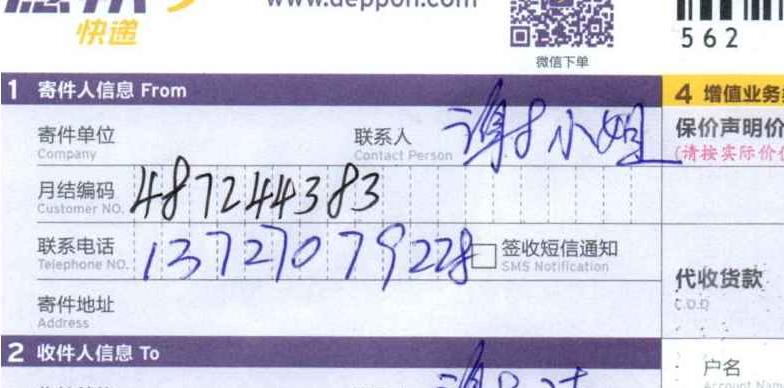 快递
www.deppon.com
微信下单
562
1 寄件人信息 From
4 增值业务
寄件单位
Company
联系人 谢小姐
Contact Person
保价声明价
(请按实际价
月结编码 487244383
Customer NO.
联系电话 13727079228
Telephone NO.
签收短信通知
SMS Notification
代收货款
C.O.D
寄件地址
Address
2 收件人信息 To
户名
Account Name